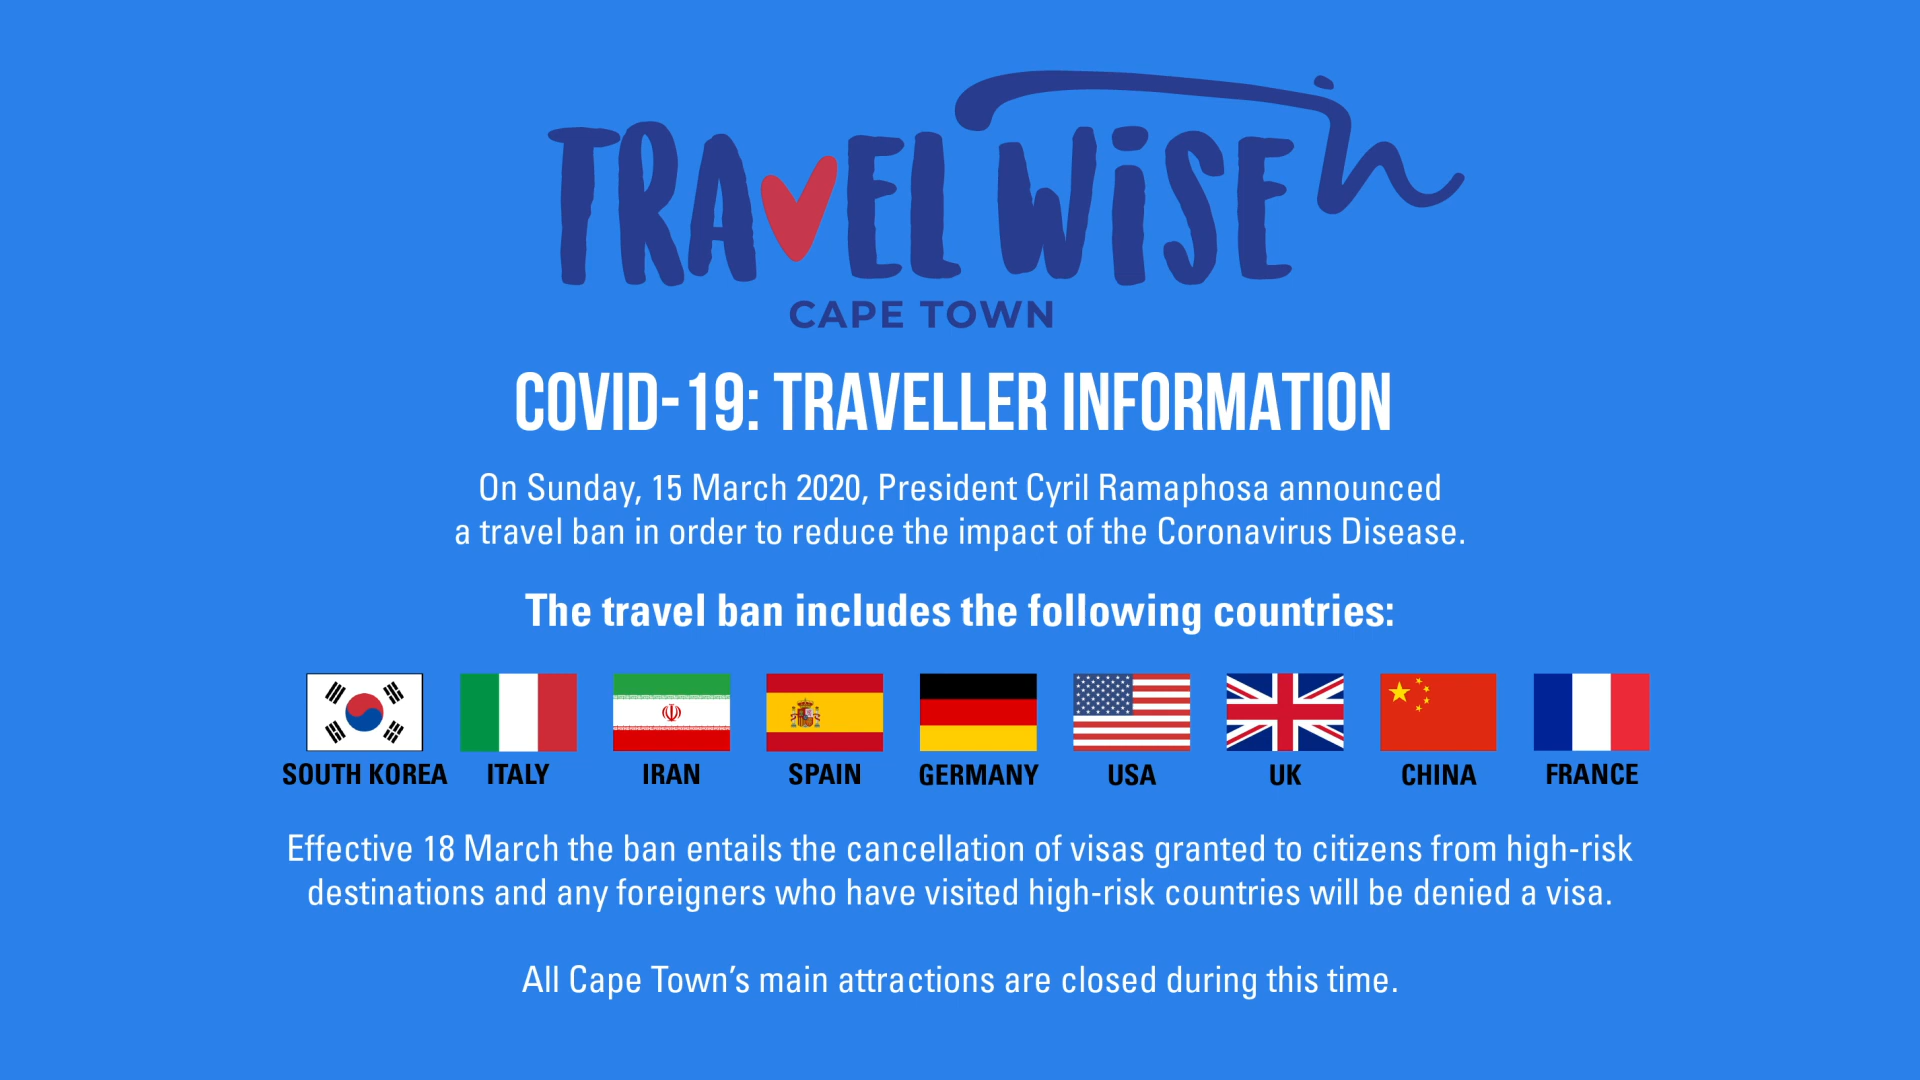 TRAVEL WiSE in
CAPE TOWN
COVID-19: TRAVELLER INFORMATION
On Sunday, 15 March 2020, President Cyril Ramaphosa announced
a travel ban in order to reduce the impact of the Coronavirus Disease.
The travel ban includes the following countries:
SOUTH KOREA ITALY IRAN SPAIN GERMANY USA UK CHINA FRANCE
Effective 18 March the ban entails the cancellation of visas granted to citizens from high-risk
destinations and any foreigners who have visited high-risk countries will be denied a visa.
All Cape Town’s main attractions are closed during this time.